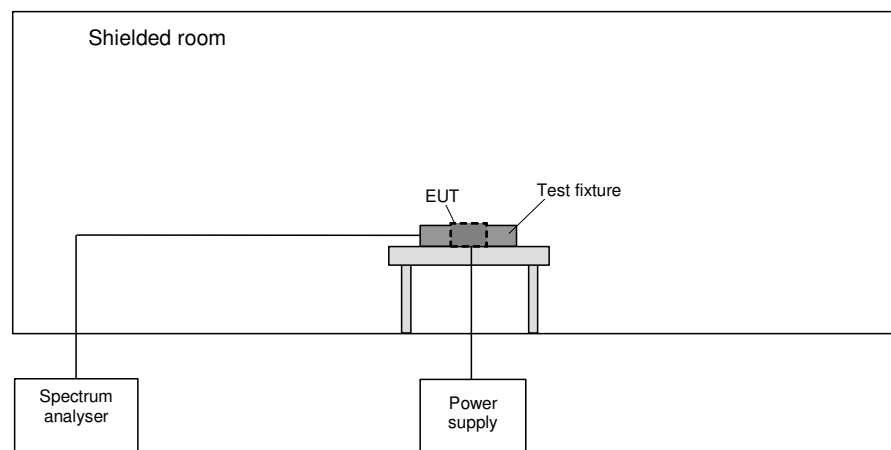 Shielded room
EUT
Test fixture
Spectrum
analyser
Power
supply